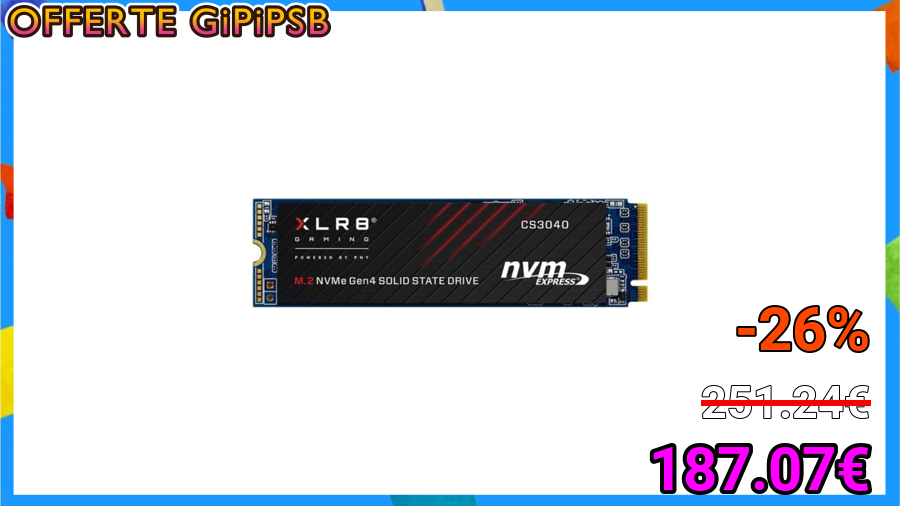 OFFERTE GiPiPSB
XLR8®
GAMING
POWERED BY PNY
CS3040
M.2 NVMe Gen4 SOLID STATE DRIVE
nvm
EXPRESS®
-26%
251.24€
187.07€